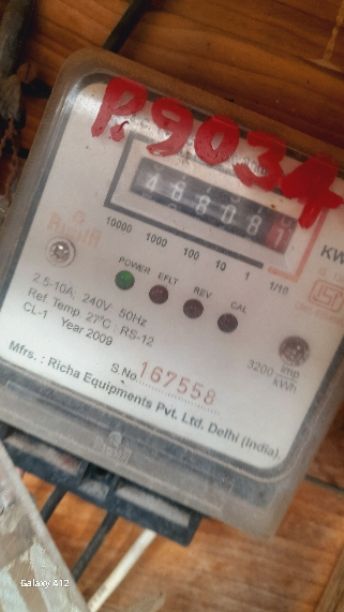 P.9034
468081
10000 1000 100 10 1 1/10
KW
POWER EFLT REV CAL
2.5-10A, 240V 50Hz
Ref. Temp. 27°C : RS-12
CL-1 Year 2009
3200 imp
kWh
S.No. 167558
Mfrs. : Richa Equipments Pvt. Ltd. Delhi (India).
Galaxy A12